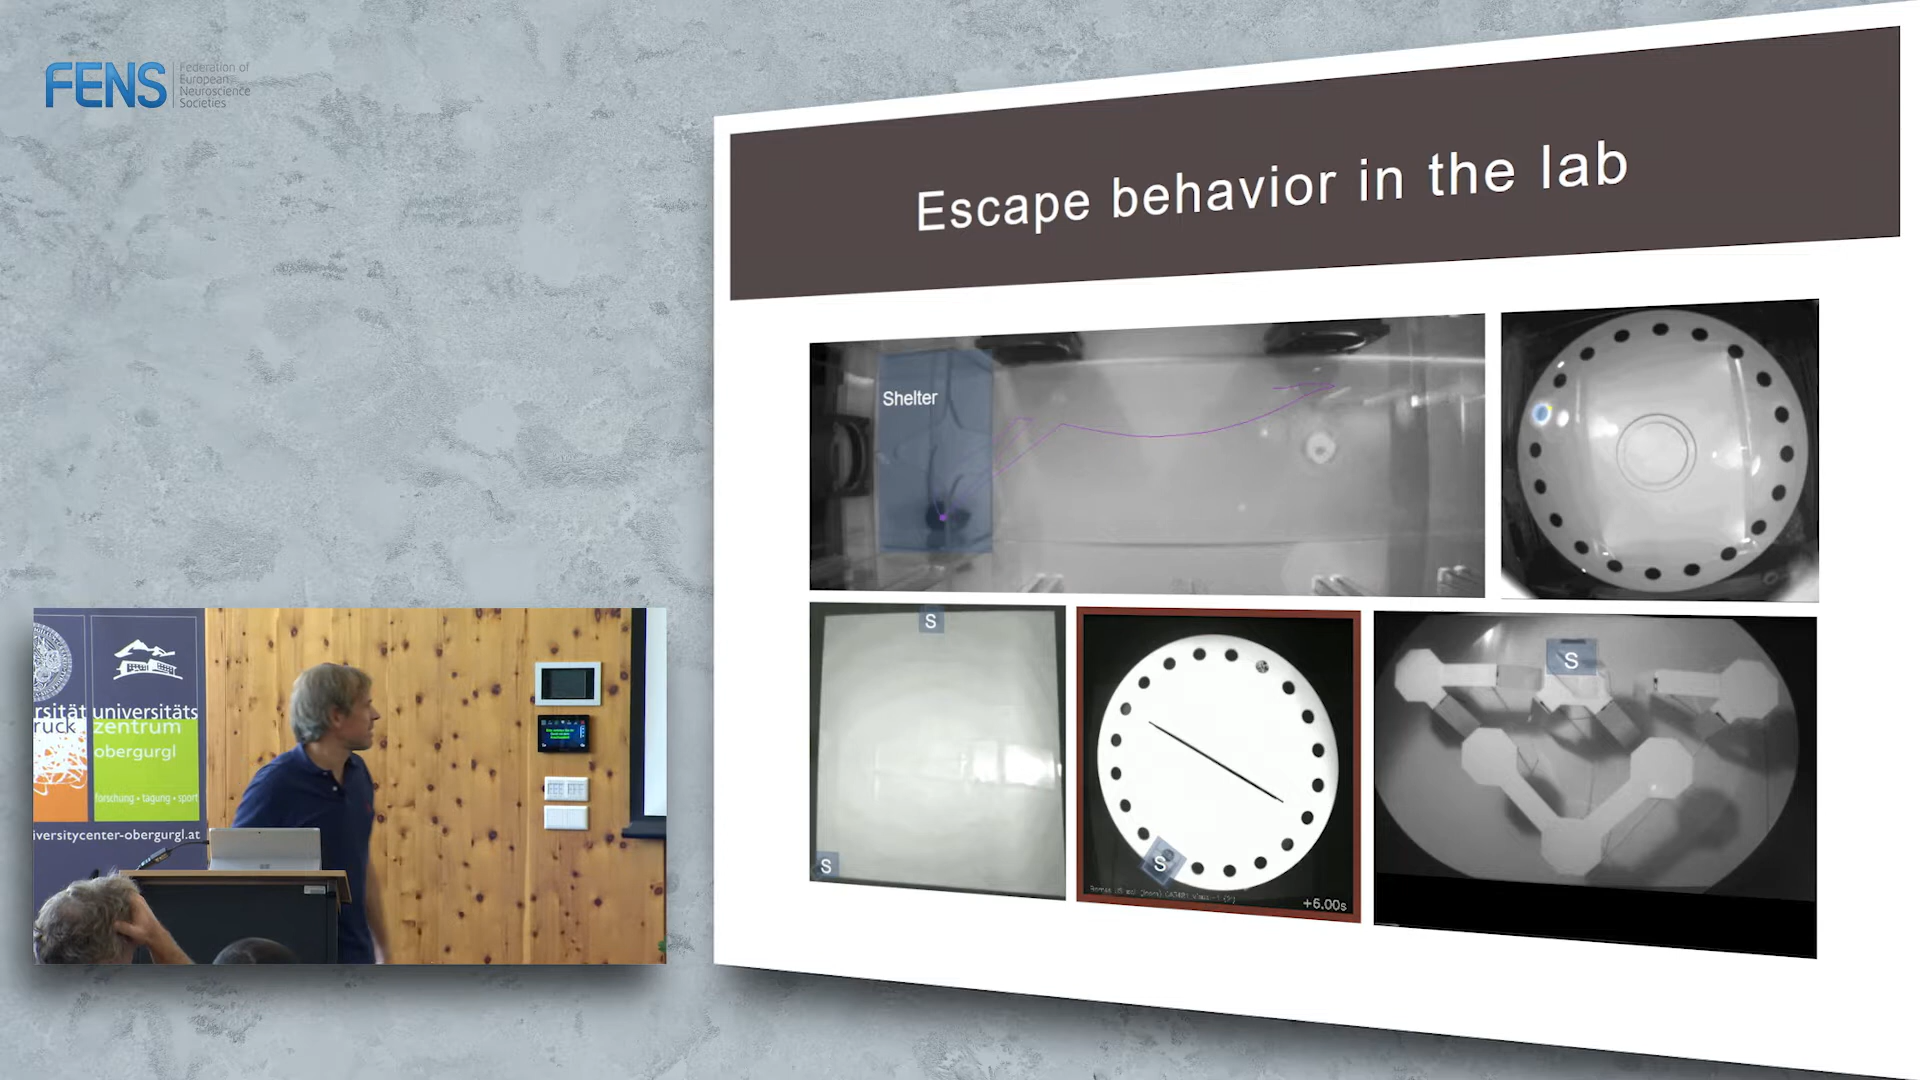 FENS
Federation of
European
Neuroscience
Societies
Escape behavior in the lab
Shelter
S
S
S
+6.00s
S
rsität
ruck
universitäts
zentrum
obergurgl
forschung • tagung • sport
iversitycenter-obergurgl.at